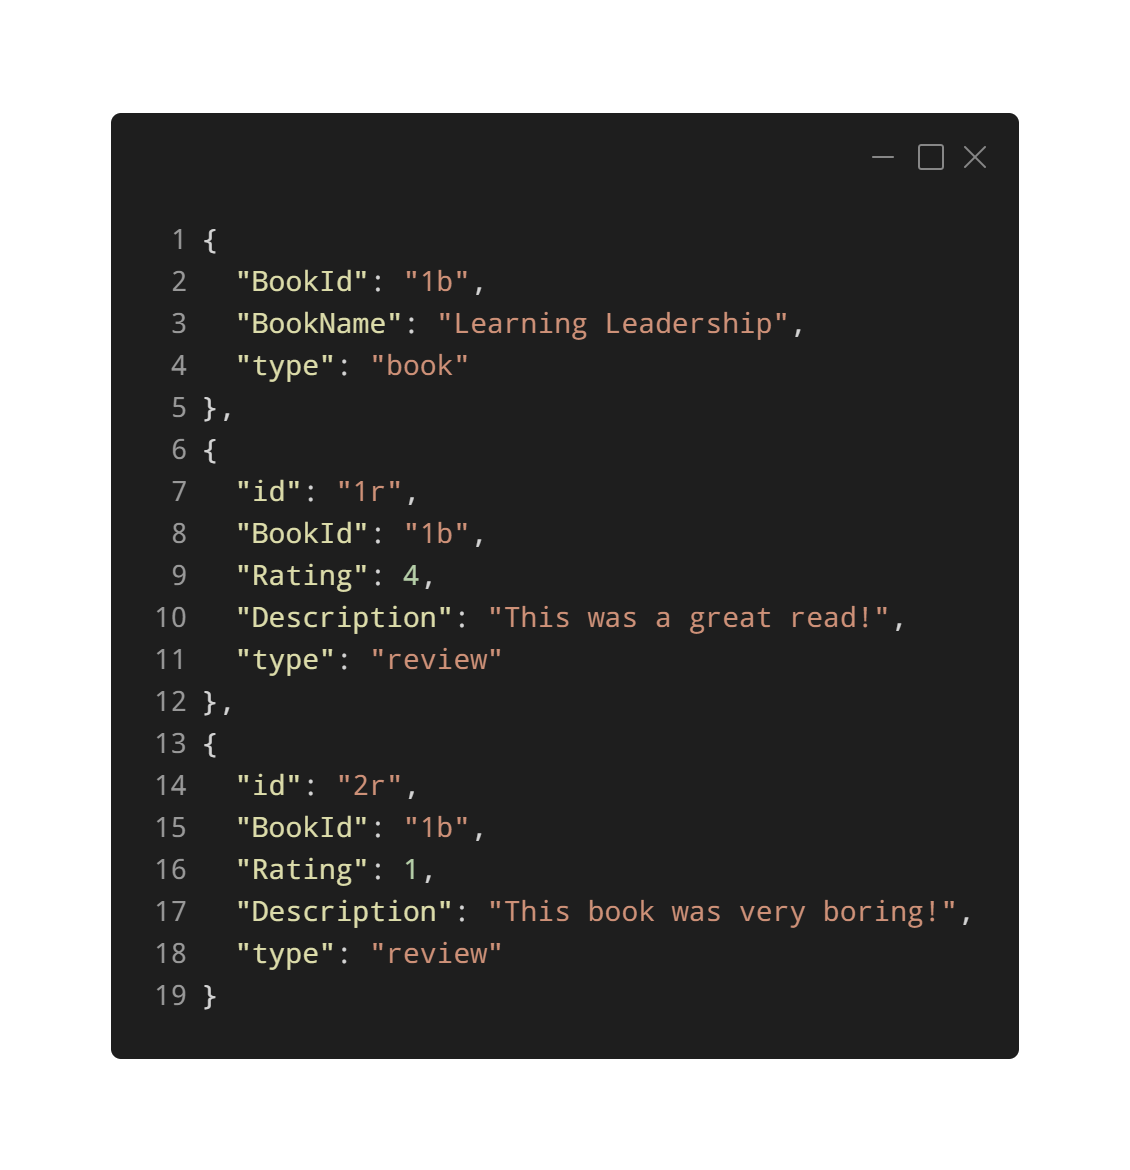 1 {
2   "BookId": "1b",
3   "BookName": "Learning Leadership",
4   "type": "book"
5 },
6 {
7   "id": "1r",
8   "BookId": "1b",
9   "Rating": 4,
10   "Description": "This was a great read!",
11   "type": "review"
12 },
13 {
14   "id": "2r",
15   "BookId": "1b",
16   "Rating": 1,
17   "Description": "This book was very boring!",
18   "type": "review"
19 }